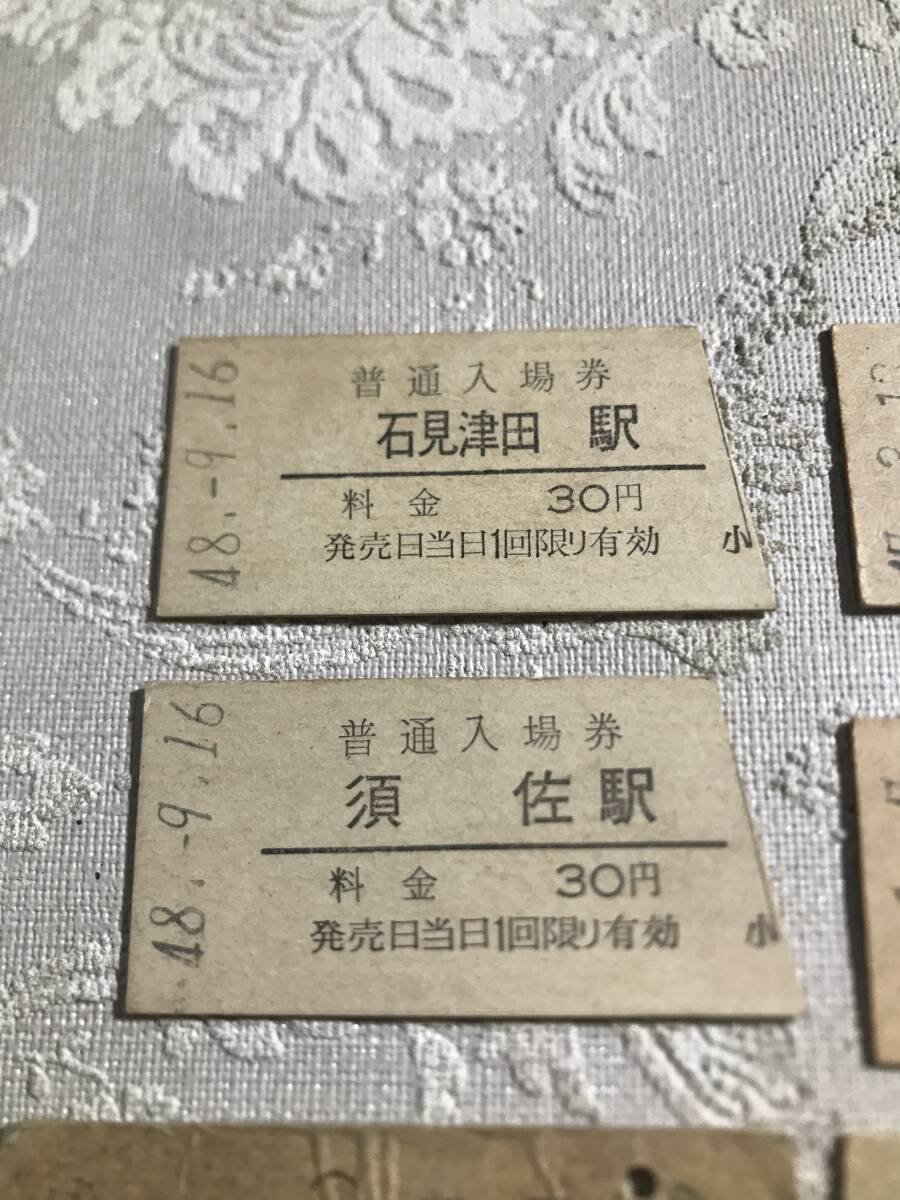 48.-9.16
普通入場券
石見津田 駅
料金 30円
発売日当日1回限り有効 小
48.-9.16
普通入場券
須佐駅
料金 30円
発売日当日1回限り有効 小